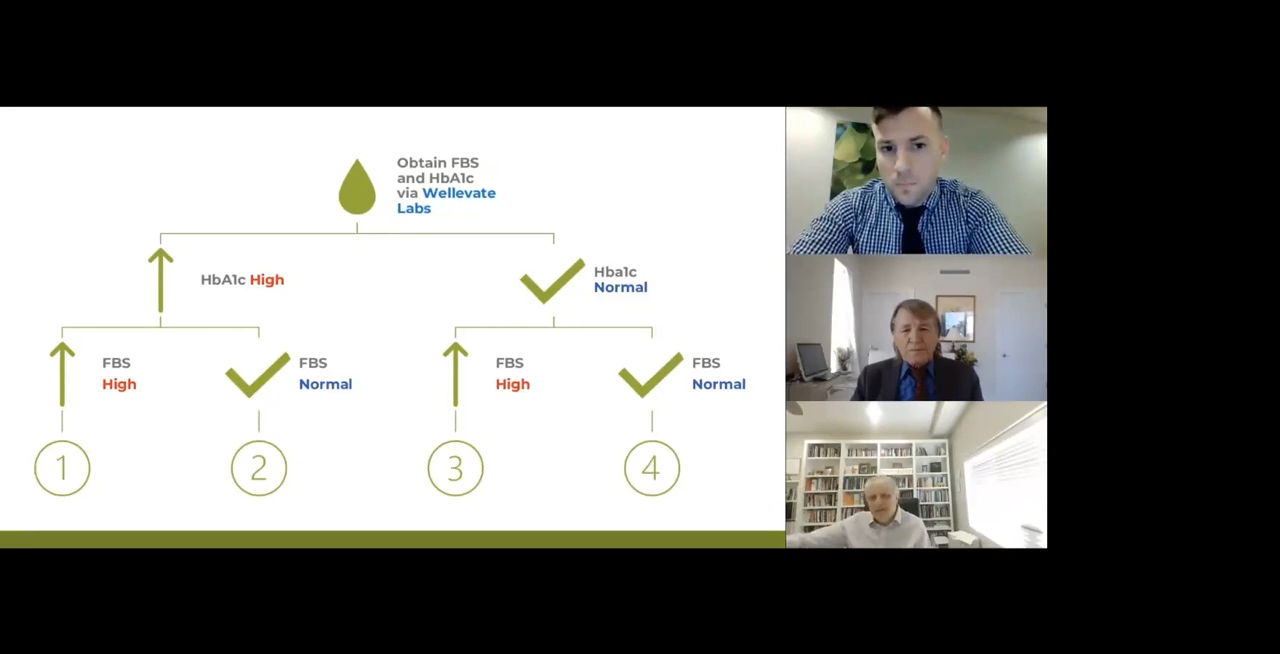 Obtain FBS
and HbA1c
via Wellevate
Labs
HbA1c High
Hba1c
Normal
FBS
High
FBS
Normal
FBS
High
FBS
Normal
1
2
3
4